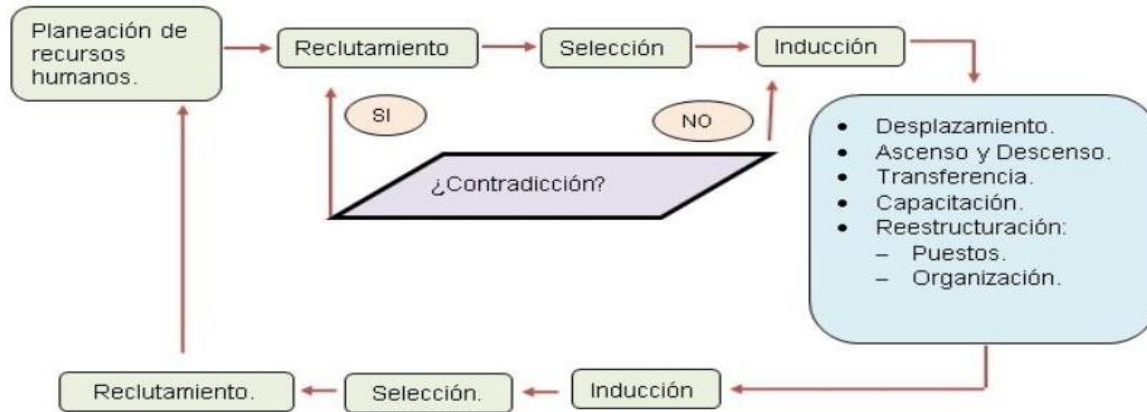 Planeación de
recursos
humanos.
Reclutamiento
Selección
Inducción
SI
NO
¿Contradicción?
• Desplazamiento.
• Ascenso y Descenso.
• Transferencia.
• Capacitación.
• Reestructuración:
– Puestos.
– Organización.
Reclutamiento.
Selección.
Inducción